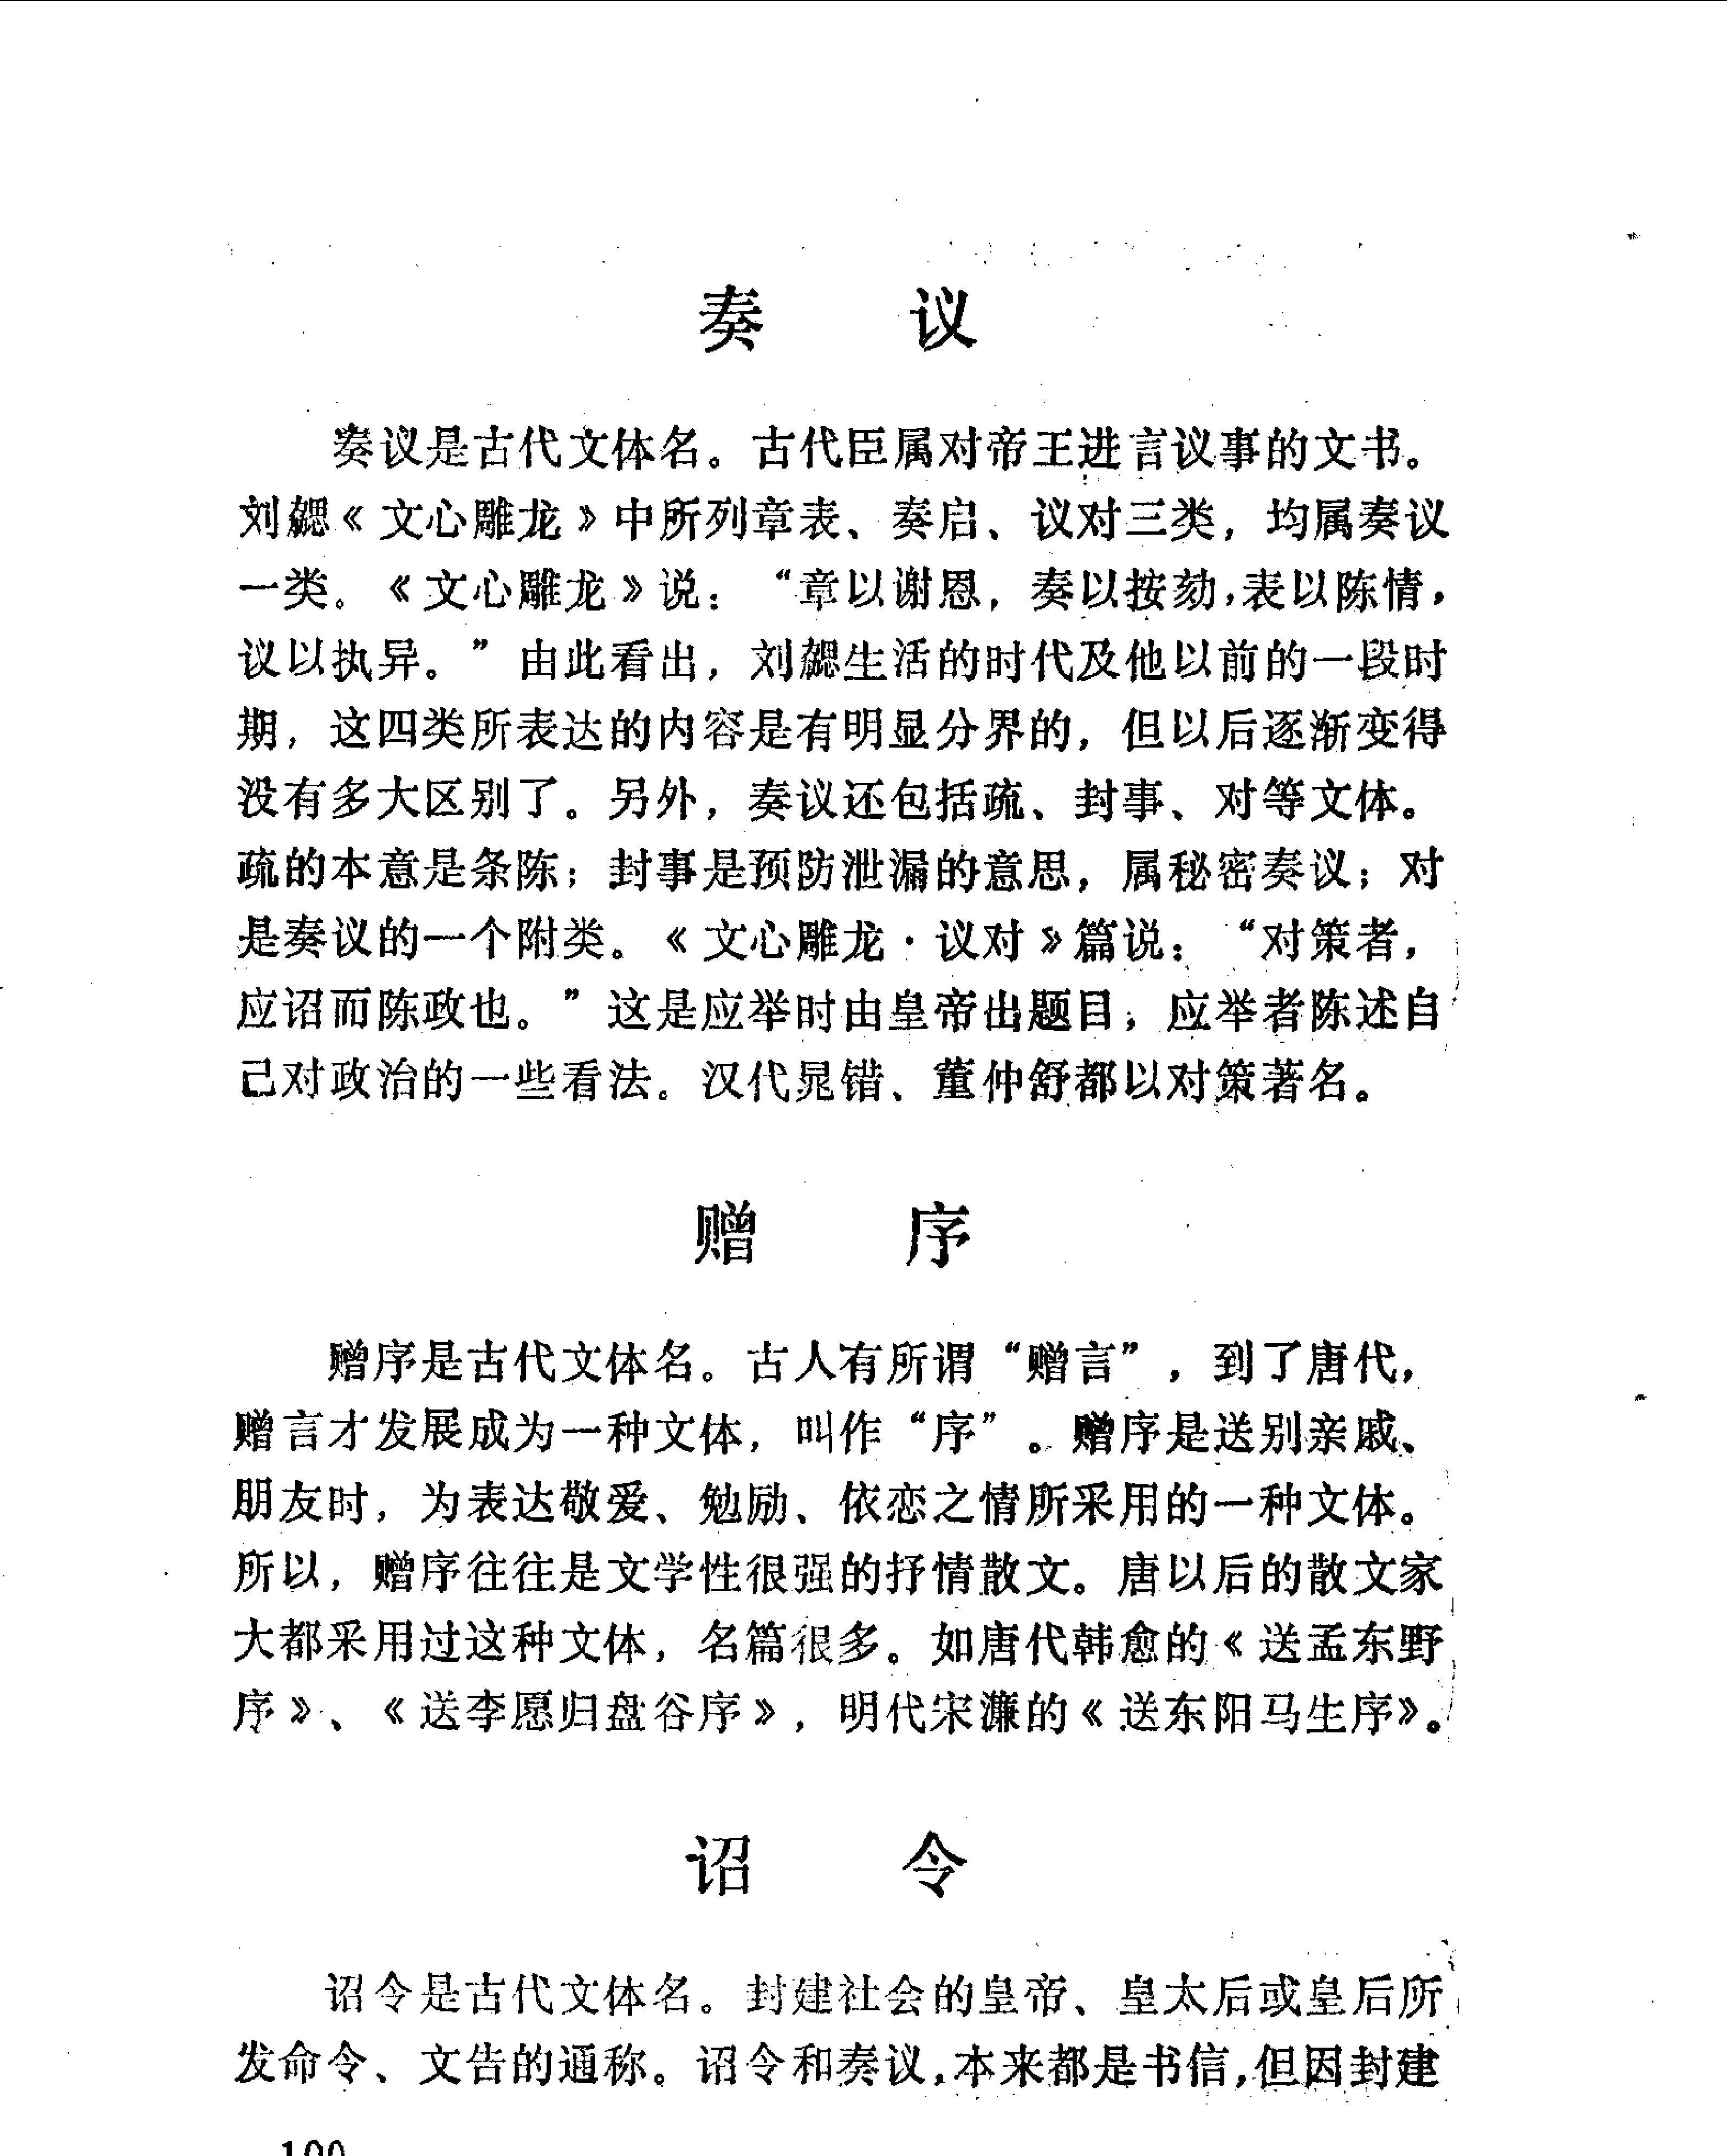 奏议
奏议是古代文体名。古代臣属对帝王进言议事的文书。
刘勰《文心雕龙》中所列章表、奏启、议对三类，均属奏议
一类。《文心雕龙》说：“章以谢恩，奏以按劾，表以陈情，
议以执异。”由此看出，刘勰生活的时代及他以前的一段时
期，这四类所表达的内容是有明显分界的，但以后逐渐变得
没有多大区别了。另外，奏议还包括疏、封事、对等文体。
疏的本意是条陈；封事是预防泄漏的意思，属秘密奏议；对
是奏议的一个附类。《文心雕龙·议对》篇说：“对策者，
应诏而陈政也。”这是应举时由皇帝出题目，应举者陈述自
己对政治的一些看法。汉代晁错、董仲舒都以对策著名。
赠序
赠序是古代文体名。古人有所谓“赠言”，到了唐代，
赠言才发展成为一种文体，叫作“序”。赠序是送别亲戚、
朋友时，为表达敬爱、勉励、依恋之情所采用的一种文体。
所以，赠序往往是文学性很强的抒情散文。唐以后的散文家
大都采用过这种文体，名篇很多。如唐代韩愈的《送孟东野
序》、《送李愿归盘谷序》，明代宋濂的《送东阳马生序》。
诏令
诏令是古代文体名。封建社会的皇帝、皇太后或皇后所
发命令、文告的通称。诏令和奏议，本来都是书信，但因封建